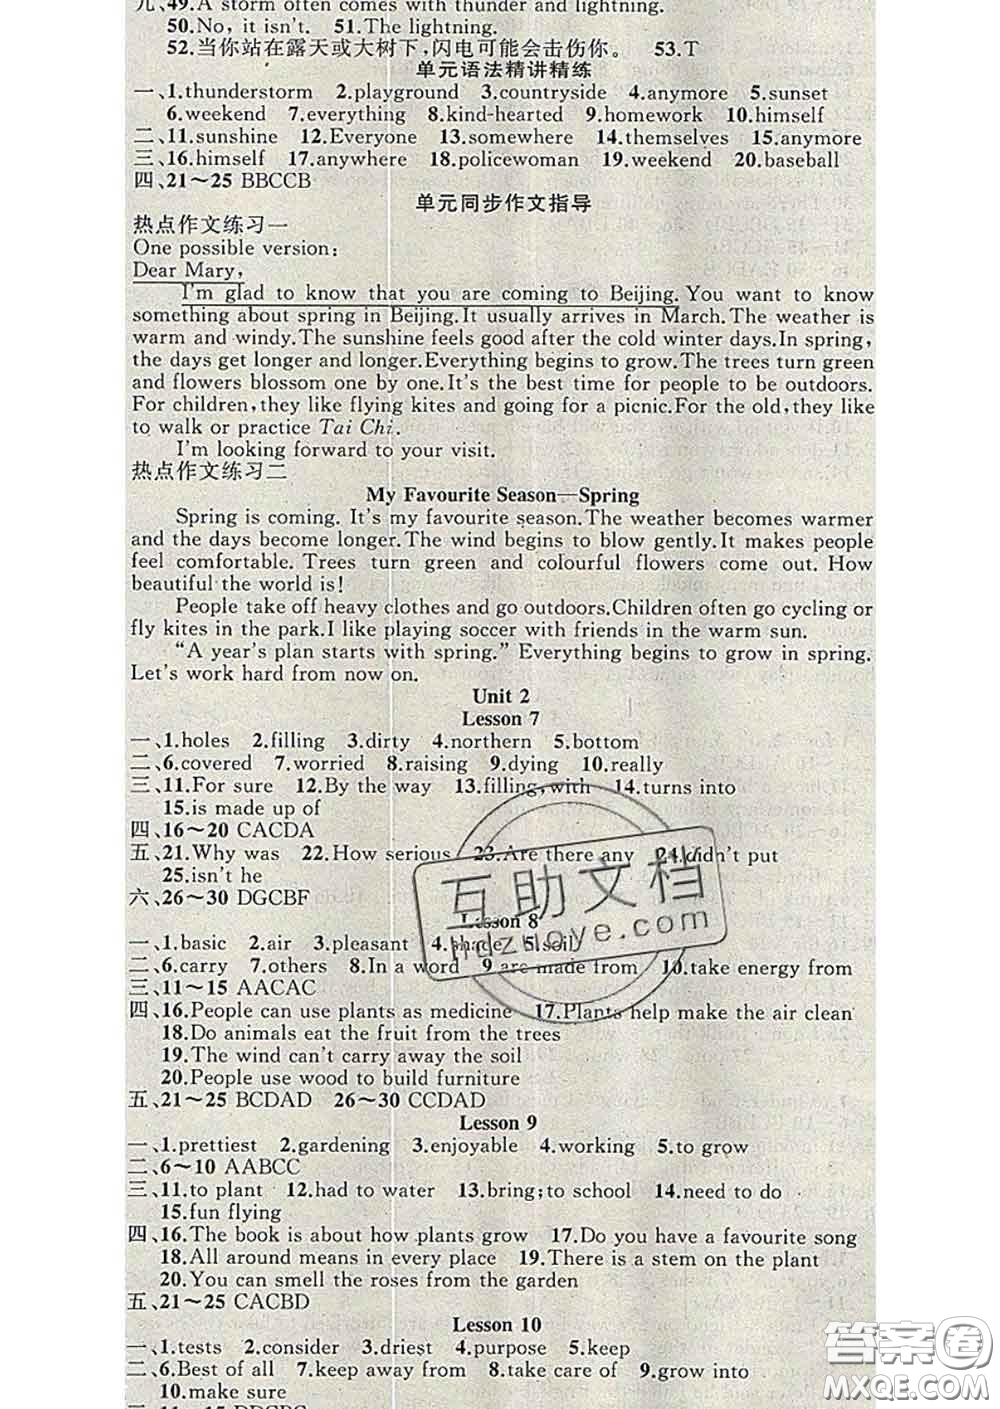 九、49.A storm often comes with thunder and lightning.
50.No, it isn't. 51.The lightning.
52.当你站在露天或大树下,闪电可能会击伤你。 53.T
单元语法精讲精练
一、1.thunderstorm 2.playground 3.countryside 4.anymore 5.sunset
6.weekend 7.everything 8.kind-hearted 9.homework 10.himself
二、11.sunshine 12.Everyone 13.somewhere 14.themselves 15.anymore
三、16.himself 17.anywhere 18.policewoman 19.weekend 20.baseball
四、21～25 BBCCB
单元同步作文指导
热点作文练习一
One possible version:
Dear Mary,
I'm glad to know that you are coming to Beijing. You want to know
something about spring in Beijing.It usually arrives in March.The weather is
warm and windy.The sunshine feels good after the cold winter days.In spring,
the days get longer and longer.Everything begins to grow.The trees turn green
and flowers blossom one by one.It's the best time for people to be outdoors.
For children,they like flying kites and going for a picnic.For the old,they like
to walk or practice Tai Chi.
I'm looking forward to your visit.
热点作文练习二
My Favourite Season—Spring
Spring is coming. It's my favourite season.The weather becomes warmer
and the days become longer.The wind begins to blow gently.It makes people
feel comfortable. Trees turn green and colourful flowers come out. How
beautiful the world is!
People take off heavy clothes and go outdoors.Children often go cycling or
fly kites in the park.I like playing soccer with friends in the warm sun.
"A year's plan starts with spring." Everything begins to grow in spring.
Let's work hard from now on.
Unit 2
Lesson 7
一、1.holes 2.filling 3.dirty 4.northern 5.bottom
二、6.covered 7.worried 8.raising 9.dying 10.really
三、11.For sure 12.By the way 13.filling,with 14.turns into
15.is made up of
四、16～20 CACDA
五、21.Why was 22.How serious 23.Are there any 24.didn't put
25.isn't he
六、26～30 DGCBF
Lesson 8
一、1.basic 2.air 3.pleasant 4.shade 5.soil
二、6.carry 7.others 8.In a word 9.are made from 10.take energy from
三、11～15 AACAC
四、16.People can use plants as medicine 17.Plants help make the air clean
18.Do animals eat the fruit from the trees
19.The wind can't carry away the soil
20.People use wood to build furniture
五、21～25 BCDAD 26～30 CCDAD
Lesson 9
一、1.prettiest 2.gardening 3.enjoyable 4.working 5.to grow
二、6～10 AABCC
三、11.to plant 12.had to water 13.bring;to school 14.need to do
15.fun flying
四、16.The book is about how plants grow 17.Do you have a favourite song
18.All around means in every place 19.There is a stem on the plant
20.You can smell the roses from the garden
五、21～25 CACBD
Lesson 10
一、1.tests 2.consider 3.driest 4.purpose 5.keep
二、6.Best of all 7.keep away from 8.take care of 9.grow into
10.make sure
互助文档
hdzuoye.com
答案圈
MXQE.COM